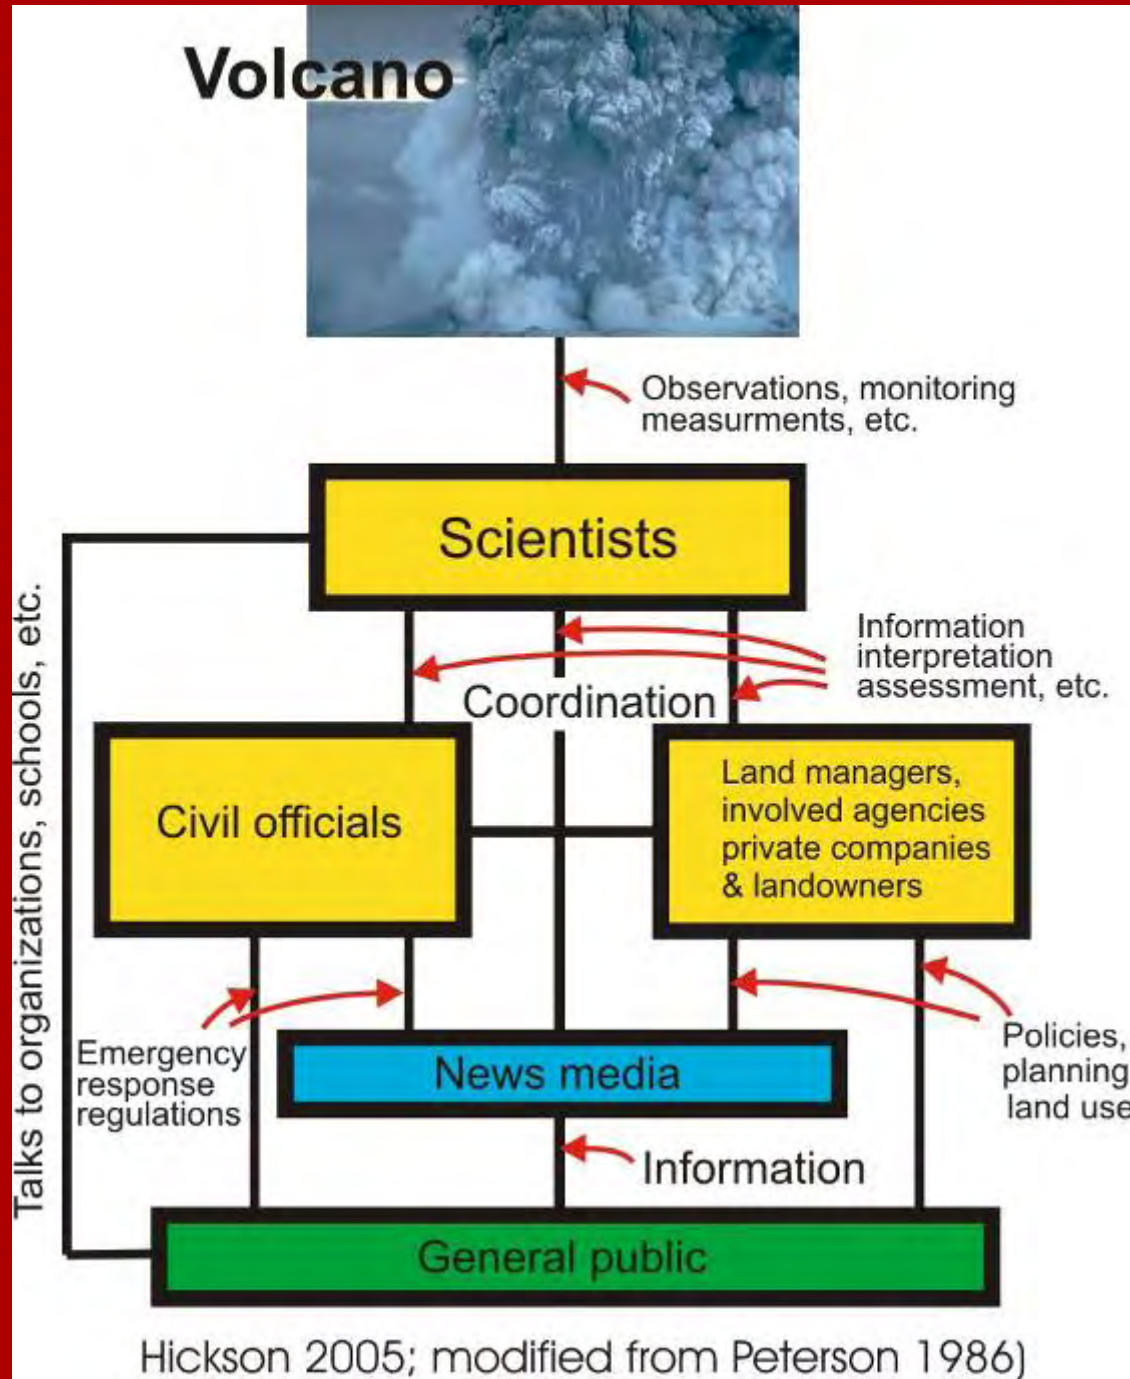 Volcano
Observations, monitoring
measurments, etc.
Scientists
Information
interpretation
assessment, etc.
Coordination
Civil officials
Land managers,
involved agencies
private companies
& landowners
Talks to organizations, schools, etc.
Emergency
response
regulations
News media
Policies,
planning
land use
Information
General public
Hickson 2005; modified from Peterson 1986)